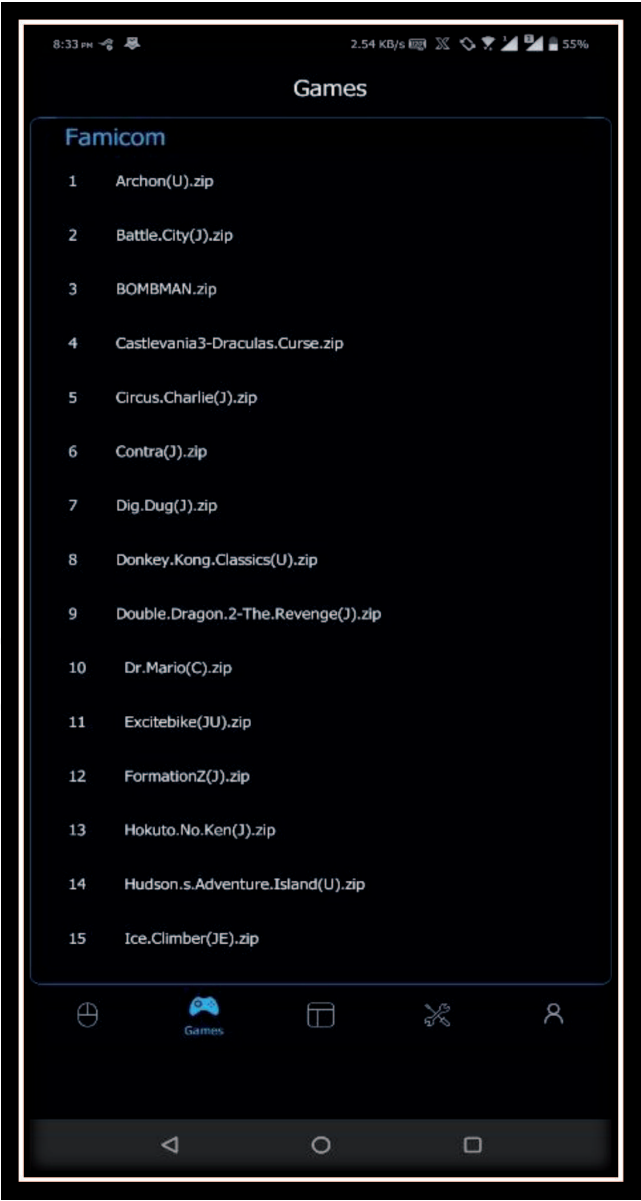 8:33 PM 2.54 KB/s 55%
Games
Famicom
1 Archon(U).zip
2 Battle.City(J).zip
3 BOMBMAN.zip
4 Castlevania3-Draculas.Curse.zip
5 Circus.Charlie(J).zip
6 Contra(J).zip
7 Dig.Dug(J).zip
8 Donkey.Kong.Classics(U).zip
9 Double.Dragon.2-The.Revenge(J).zip
10 Dr.Mario(C).zip
11 Excitebike(JU).zip
12 FormationZ(J).zip
13 Hokuto.No.Ken(J).zip
14 Hudson.s.Adventure.Island(U).zip
15 Ice.Climber(JE).zip
Games